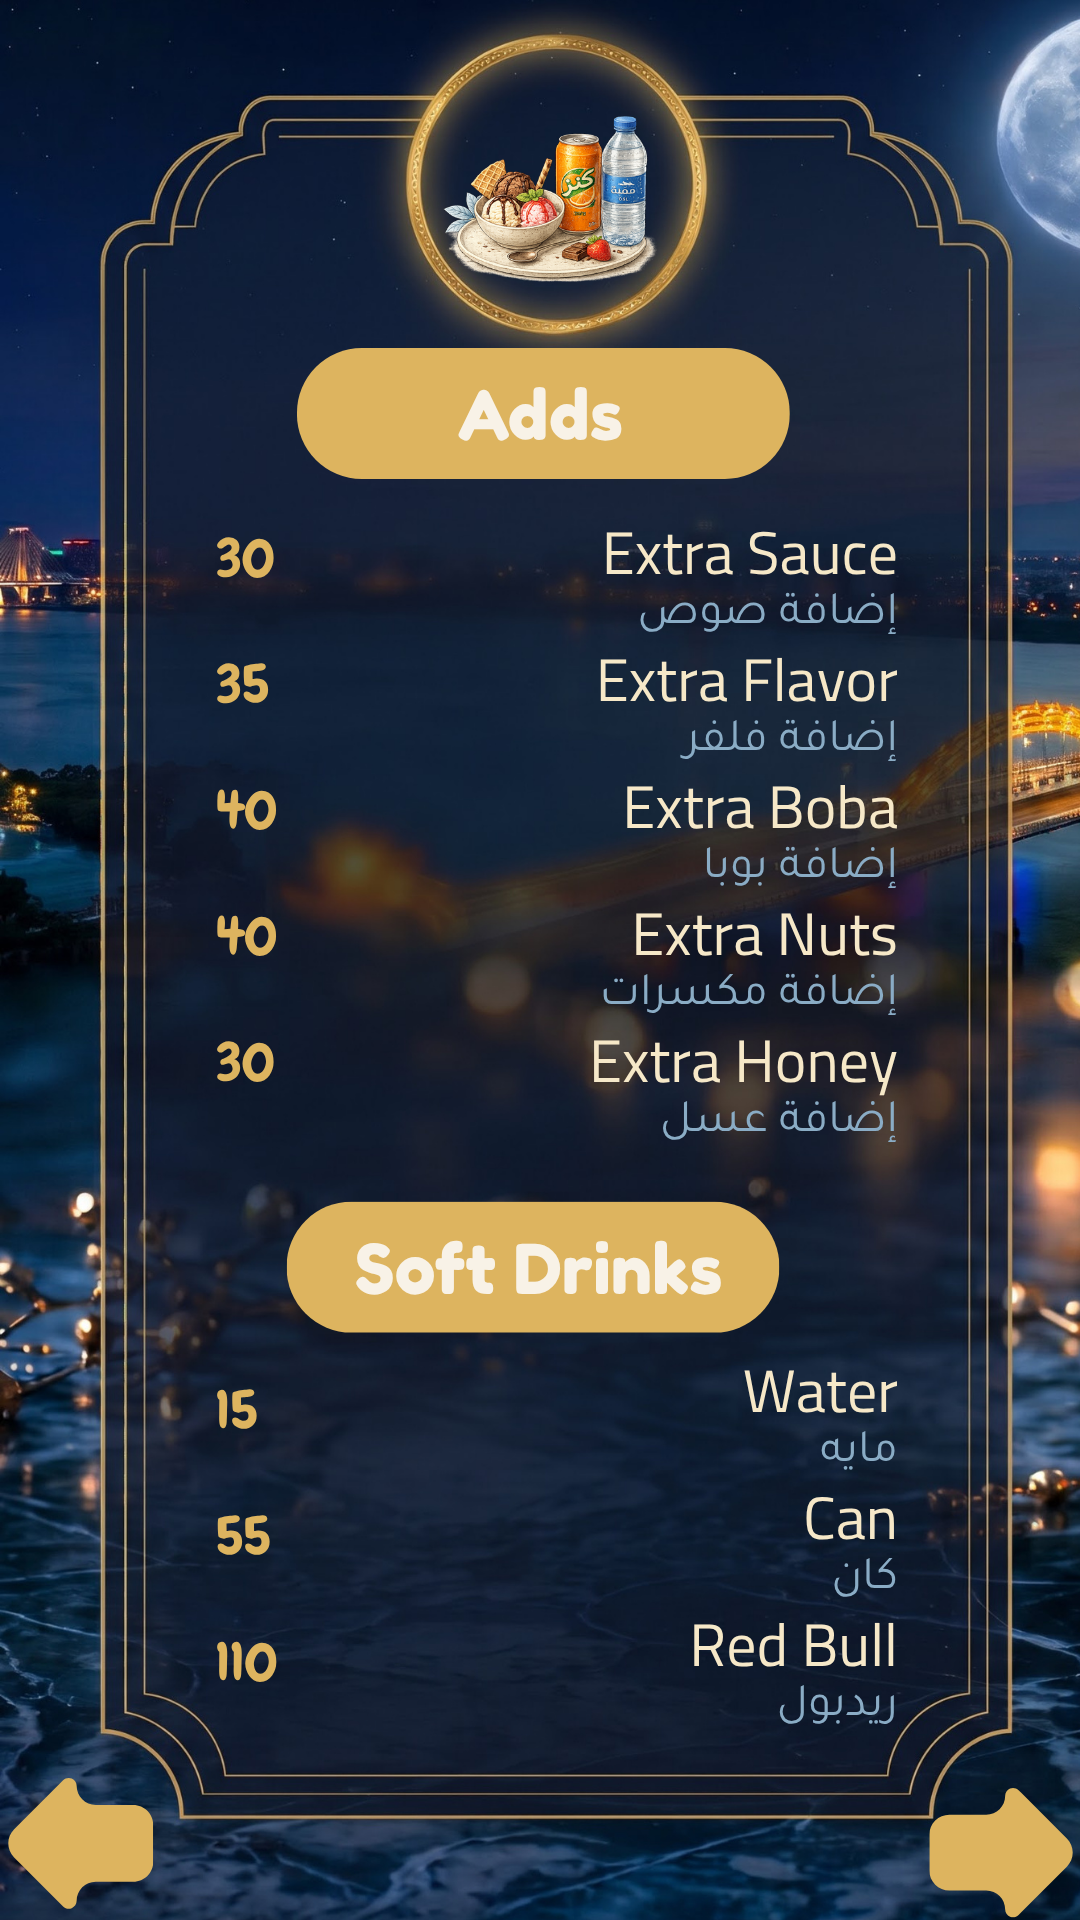 كنز
Adds
30 Extra Sauce
إضافة صوص
35 Extra Flavor
إضافة فلفر
40 Extra Boba
إضافة بوبا
40 Extra Nuts
إضافة مكسرات
30 Extra Honey
إضافة عسل
Soft Drinks
15 Water
مايه
55 Can
كان
110 Red Bull
ريدبول